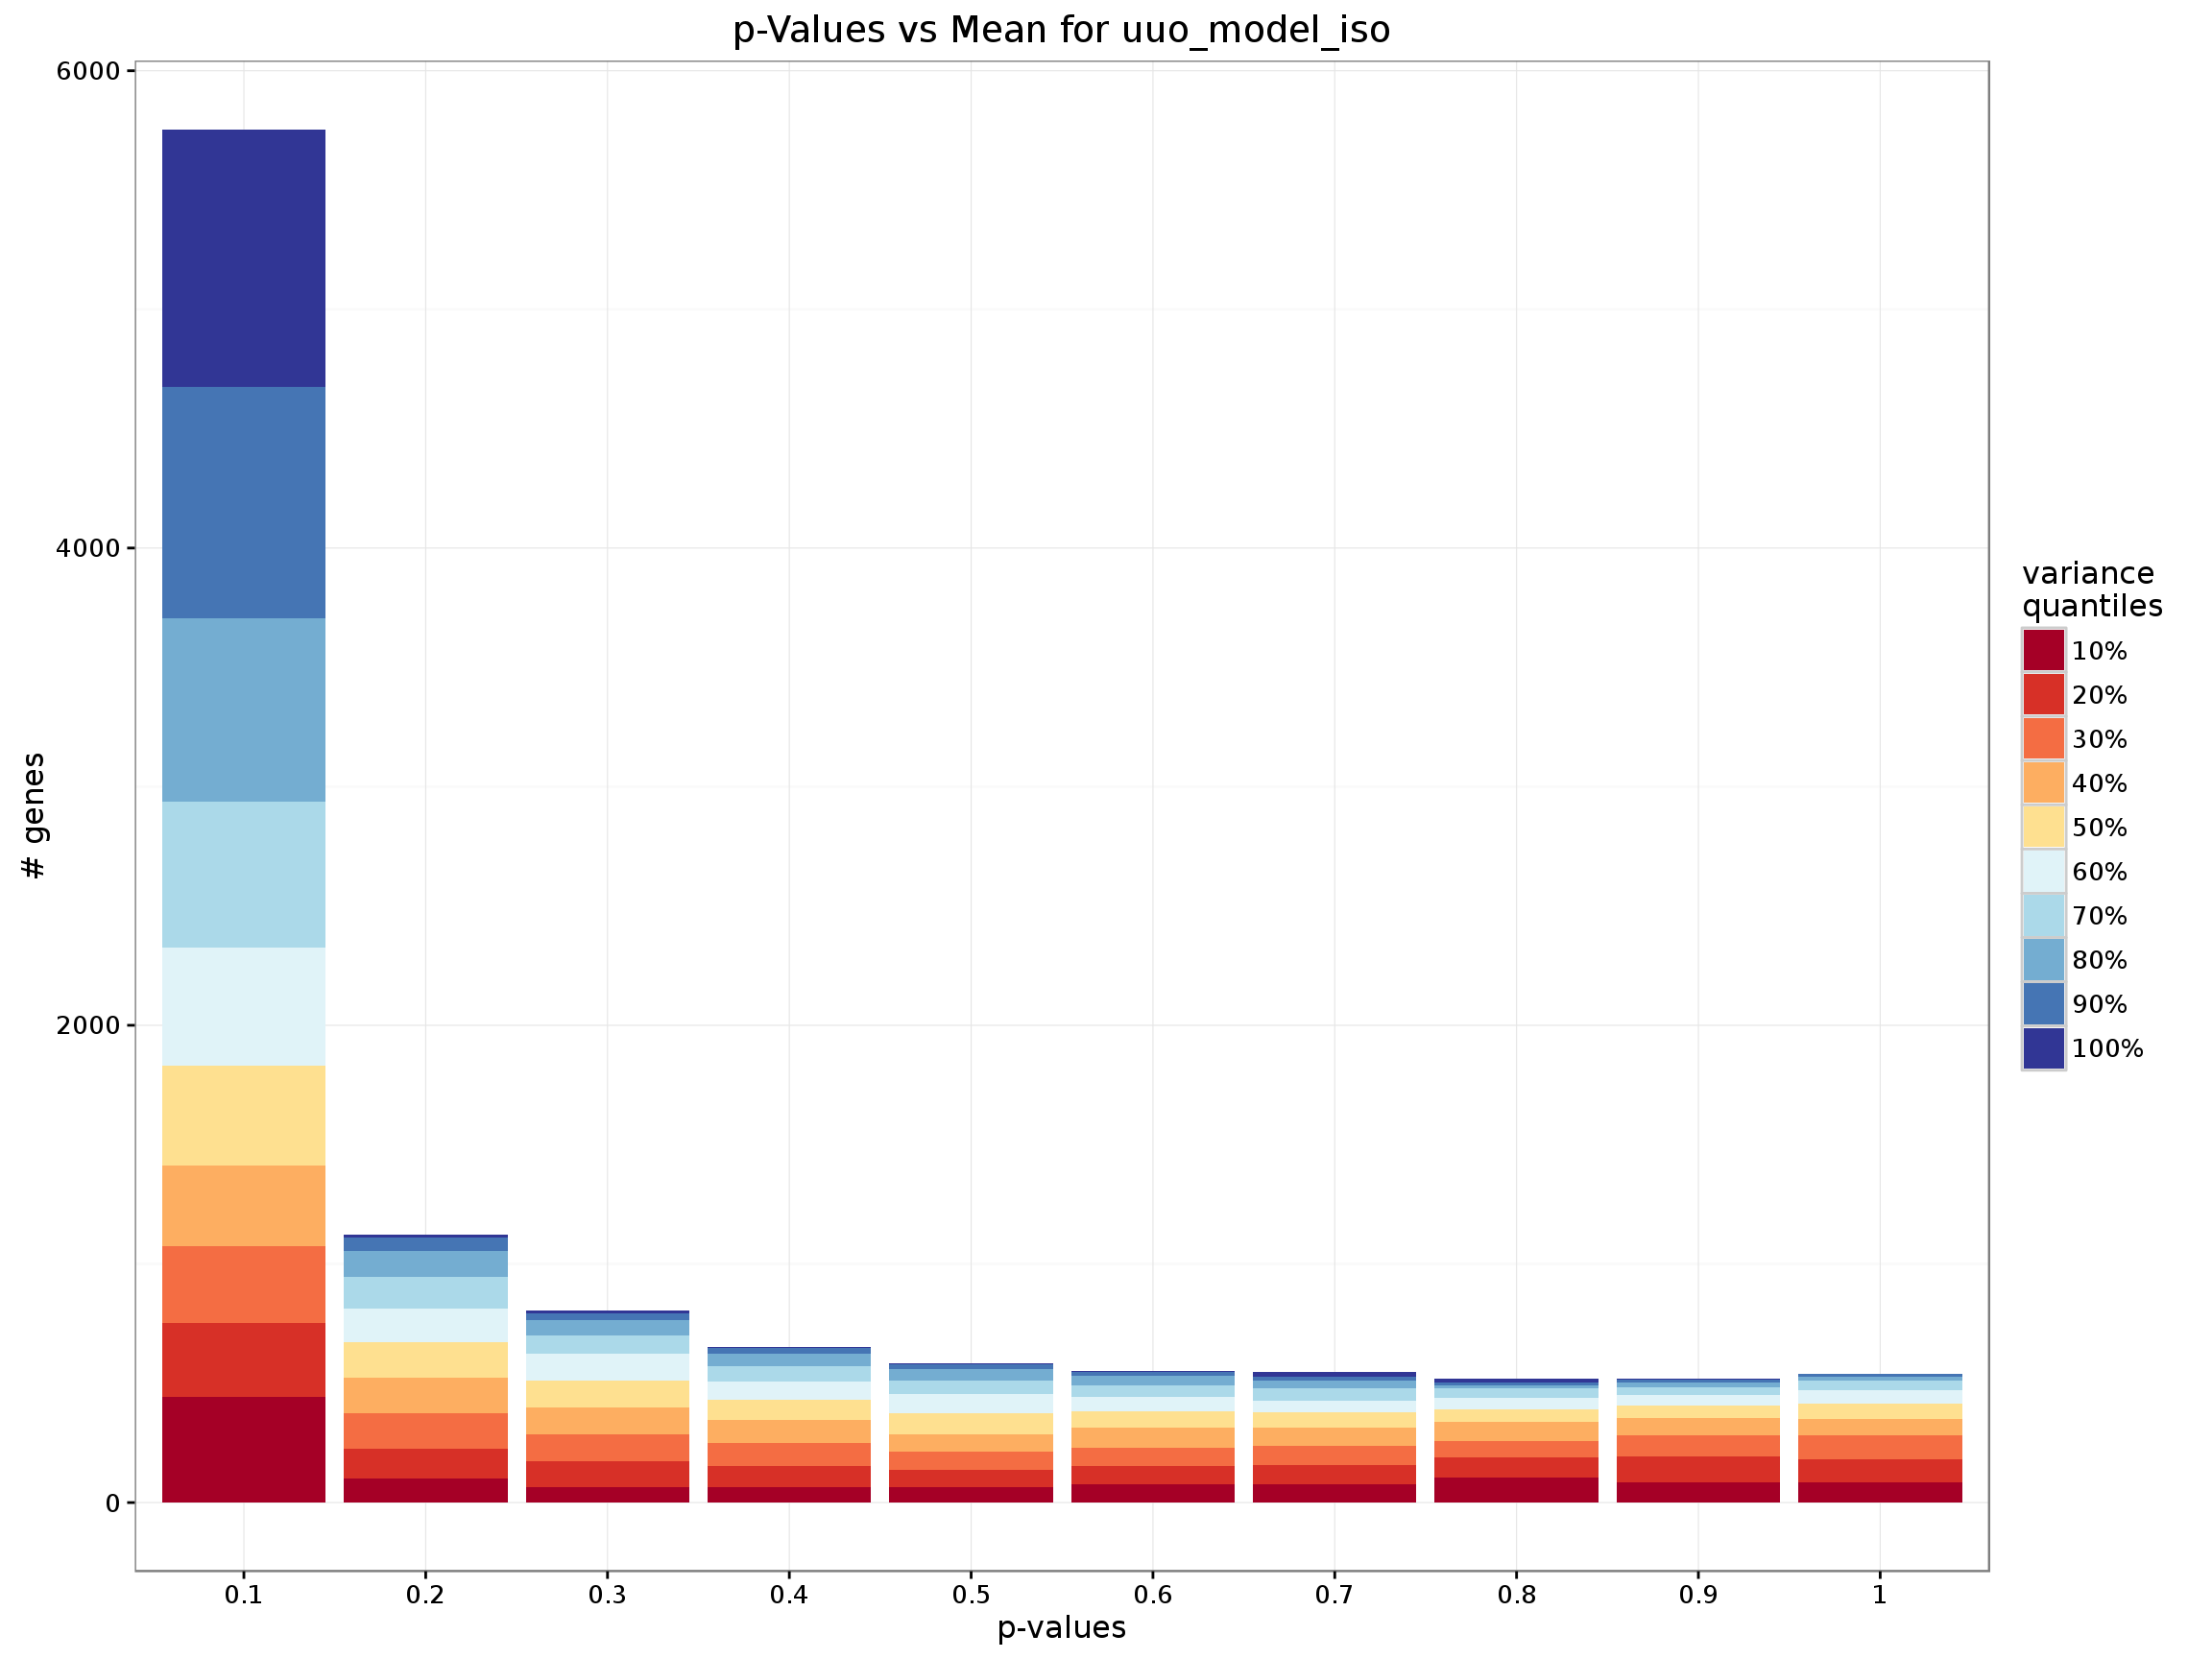 p-Values vs Mean for uuo_model_iso
6000
4000
2000
0
# genes
0.1 0.2 0.3 0.4 0.5 0.6 0.7 0.8 0.9 1
p-values
variance
quantiles
10%
20%
30%
40%
50%
60%
70%
80%
90%
100%